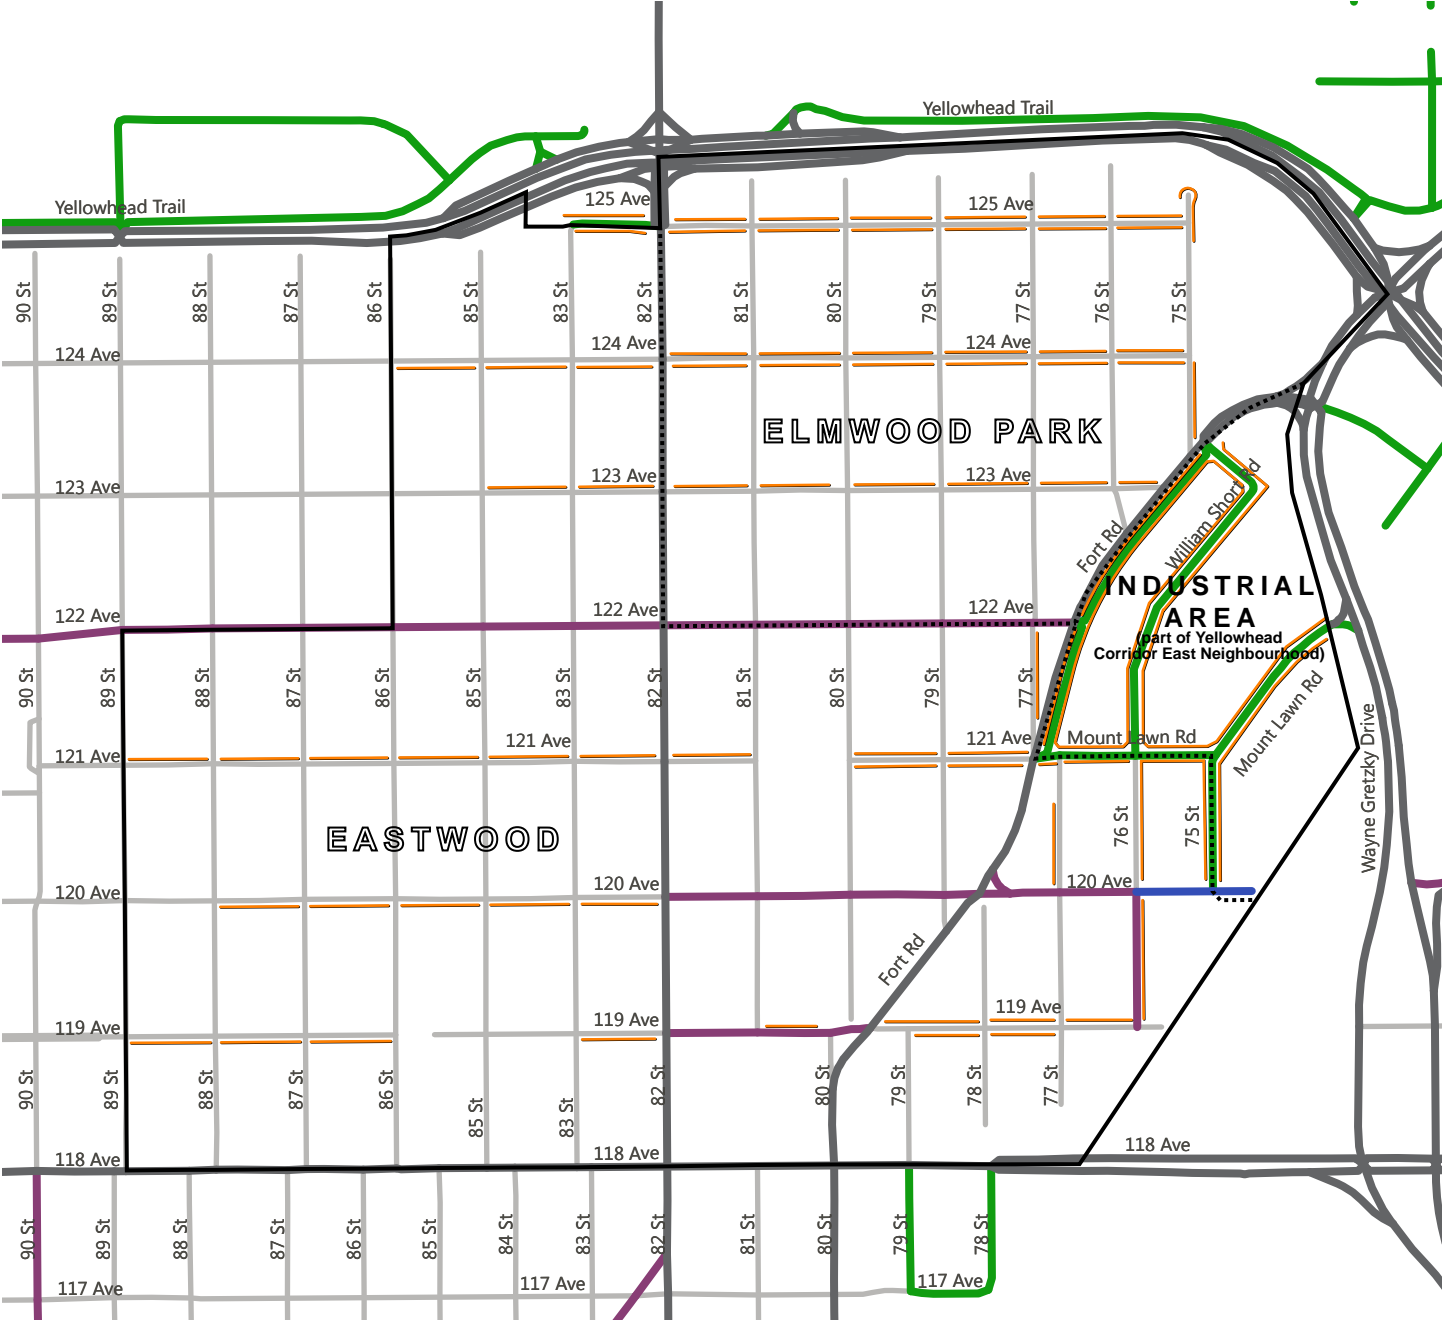 Yellowhead Trail
Yellowhead Trail
125 Ave
125 Ave
90 St
89 St
88 St
87 St
86 St
85 St
83 St
82 St
81 St
80 St
79 St
77 St
76 St
75 St
124 Ave
124 Ave
124 Ave
ELMWOOD PARK
123 Ave
123 Ave
123 Ave
Fort Rd
William Short Rd
INDUSTRIAL
AREA
(part of Yellowhead
Corridor East Neighbourhood)
122 Ave
122 Ave
122 Ave
90 St
89 St
88 St
87 St
86 St
85 St
83 St
82 St
81 St
80 St
79 St
77 St
Mount Lawn Rd
121 Ave
121 Ave
121 Ave
Mount Lawn Rd
Wayne Gretzky Drive
EASTWOOD
76 St
75 St
120 Ave
120 Ave
120 Ave
Fort Rd
119 Ave
119 Ave
119 Ave
90 St
89 St
88 St
87 St
86 St
85 St
83 St
82 St
80 St
79 St
78 St
77 St
118 Ave
118 Ave
118 Ave
90 St
89 St
88 St
87 St
86 St
85 St
84 St
83 St
82 St
81 St
80 St
79 St
78 St
117 Ave
117 Ave
117 Ave